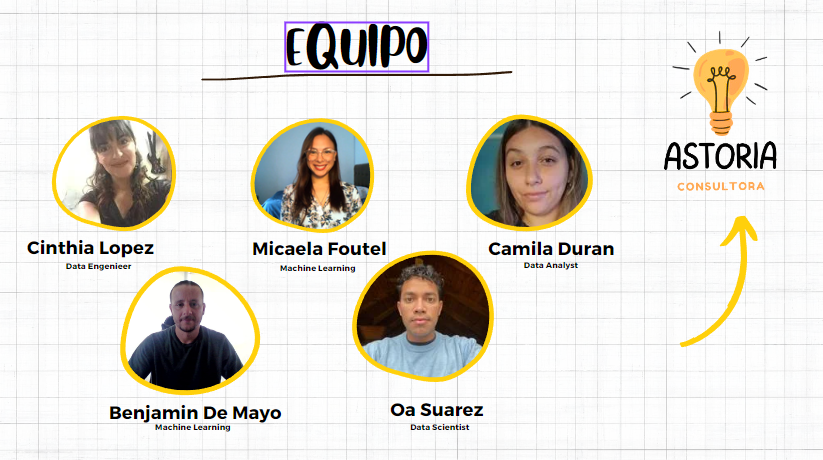 EQUIPO
ASTORIA
CONSULTORA
Cinthia Lopez
Data Engenieer
Micaela Foutel
Machine Learning
Camila Duran
Data Analyst
Benjamin De Mayo
Machine Learning
Oa Suarez
Data Scientist